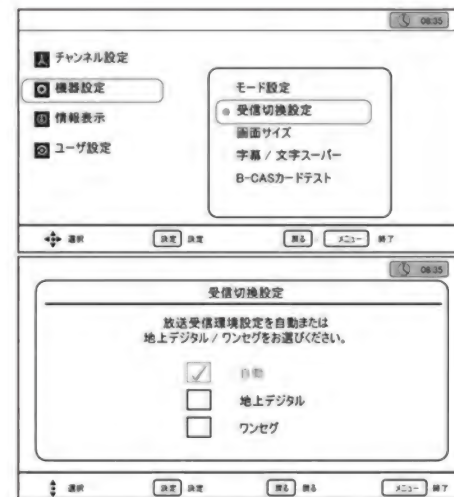 08:35
チャンネル設定
機器設定
情報表示
ユーザ設定
モード設定
受信切換設定
画面サイズ
字幕 / 文字スーパー
B-CASカードテスト
選択 決定 決定 戻る メニュー 終了
08:35
受信切換設定
放送受信環境設定を自動または
地上デジタル / ワンセグをお選びください。
自動
地上デジタル
ワンセグ
選択 決定 決定 戻る 戻る メニュー 終了